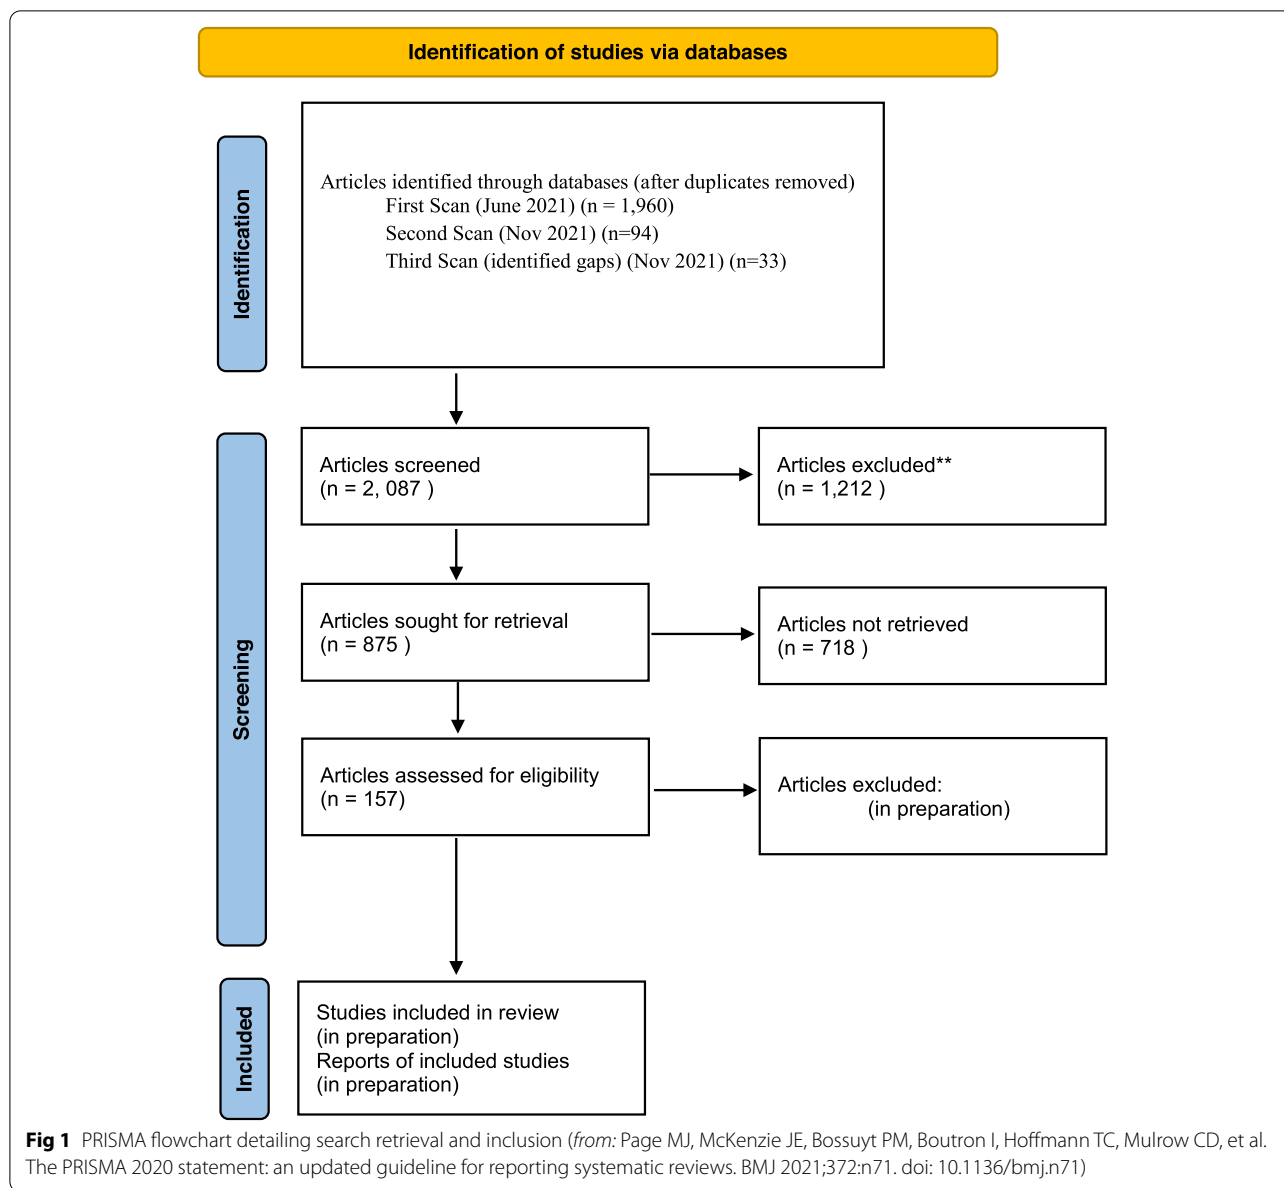 Identification of studies via databases
Identification
Articles identified through databases (after duplicates removed)
First Scan (June 2021) (n = 1,960)
Second Scan (Nov 2021) (n=94)
Third Scan (identified gaps) (Nov 2021) (n=33)
Screening
Articles screened
(n = 2, 087 )
Articles excluded**
(n = 1,212 )
Articles sought for retrieval
(n = 875 )
Articles not retrieved
(n = 718 )
Articles assessed for eligibility
(n = 157)
Articles excluded:
(in preparation)
Included
Studies included in review
(in preparation)
Reports of included studies
(in preparation)
Fig 1 PRISMA flowchart detailing search retrieval and inclusion (from: Page MJ, McKenzie JE, Bossuyt PM, Boutron I, Hoffmann TC, Mulrow CD, et al.
The PRISMA 2020 statement: an updated guideline for reporting systematic reviews. BMJ 2021;372:n71. doi: 10.1136/bmj.n71)